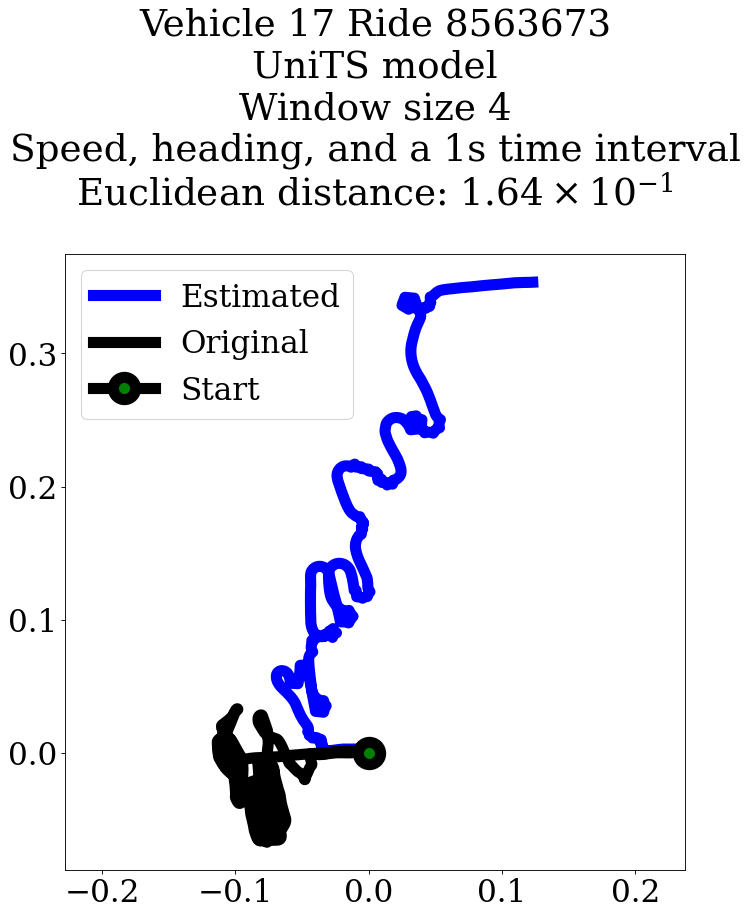 Vehicle 17 Ride 8563673
UniTS model
Window size 4
Speed, heading, and a 1s time interval
Euclidean distance: 1.64 × 10⁻¹
Estimated
Original
Start
0.3
0.2
0.1
0.0
−0.2
−0.1
0.0
0.1
0.2